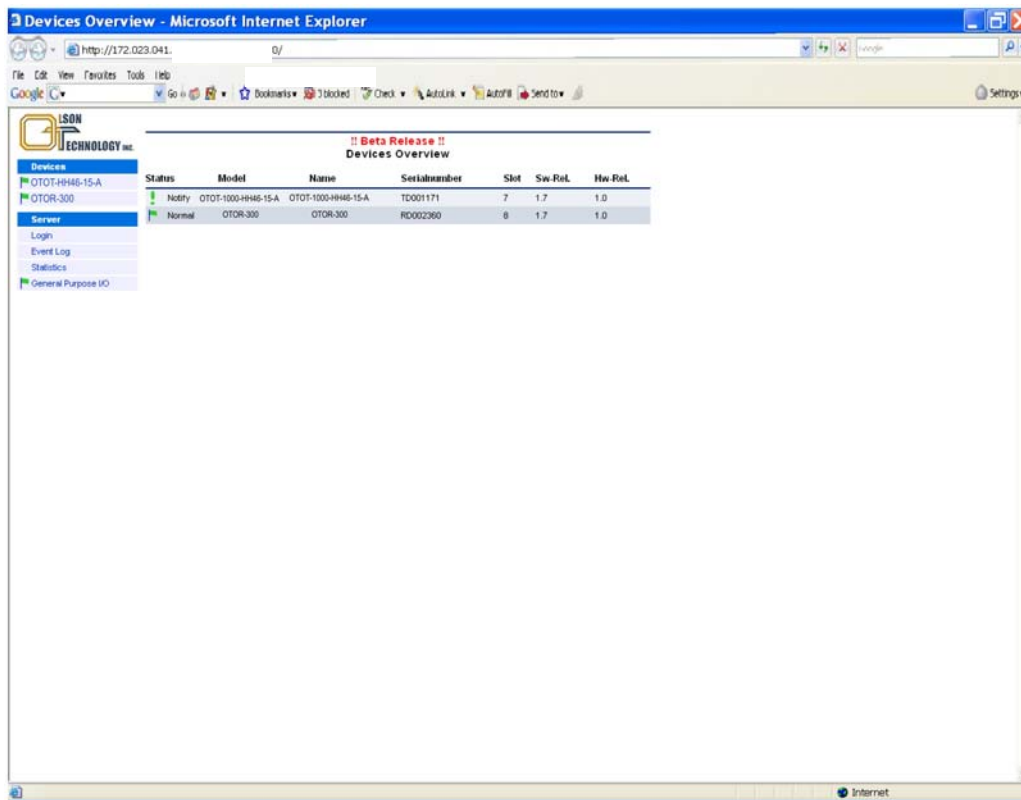 Devices Overview - Microsoft Internet Explorer
http://172.023.041. 0/
Google
File Edit View Favorites Tools Help
Google G Go Bookmarks 3 blocked Check AutoLink AutoFill Send to Settings
OLSON
TECHNOLOGY INC.
!! Beta Release !!
Devices Overview
Devices
OTOT-HH46-15-A
OTOR-300
Server
Login
Event Log
Statistics
General Purpose I/O
Status Model Name Serialnumber Slot Sw-Rel. Hw-Rel.
Notify OTOT-1000-HH46-15-A OTOT-1000-HH46-15-A TD001171 7 1.7 1.0
Normal OTOR-300 OTOR-300 RD002360 8 1.7 1.0
Internet